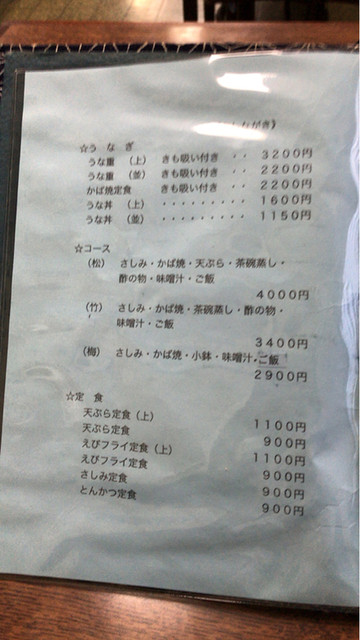 ながき》
☆うなぎ
うな重 (上) きも吸い付き ‥ 3200円
うな重 (並) きも吸い付き ‥ 2200円
かば焼定食 きも吸い付き ‥ 2200円
うな丼 (上) ・・・・・・・・・ 1600円
うな丼 (並) ・・・・・・・・・ 1150円
☆コース
(松) さしみ・かば焼・天ぷら・茶碗蒸し・
酢の物・味噌汁・ご飯
4000円
(竹) さしみ・かば焼・茶碗蒸し・酢の物・
味噌汁・ご飯
3400円
(梅) さしみ・かば焼・小鉢・味噌汁・ご飯
2900円
☆定 食
天ぷら定食(上) 1100円
天ぷら定食 900円
えびフライ定食(上) 1100円
えびフライ定食 900円
さしみ定食 900円
とんかつ定食 900円